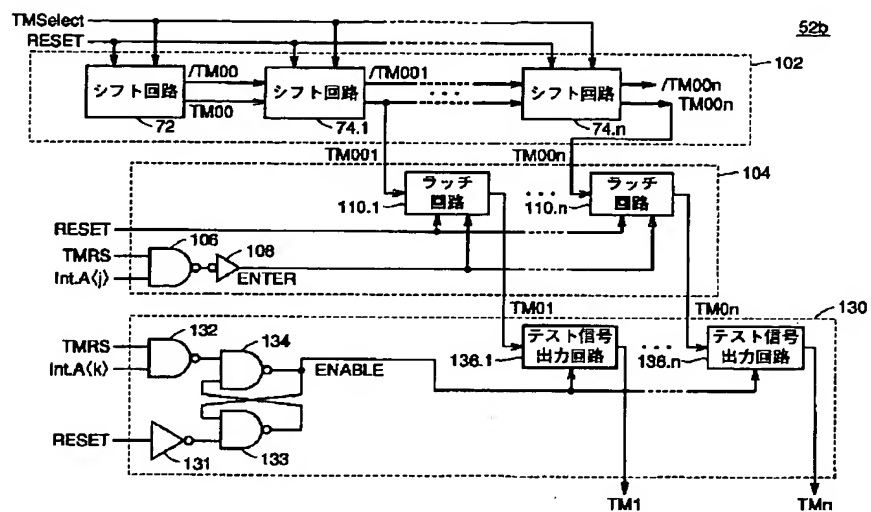 TMSelect
RESET
52b
102
シフト回路
/TM00
TM00
72
シフト回路
/TM001
74.1
シフト回路
/TM00n
TM00n
74.n
TM001
TM00n
104
ラッチ
回路
110.1
ラッチ
回路
110.n
RESET
TMRS
Int.A⟨j⟩
106
108
ENTER
TM01
TM0n
130
TMRS
Int.A⟨k⟩
132
134
ENABLE
テスト信号
出力回路
136.1
テスト信号
出力回路
136.n
RESET
131
133
TM1
TMn